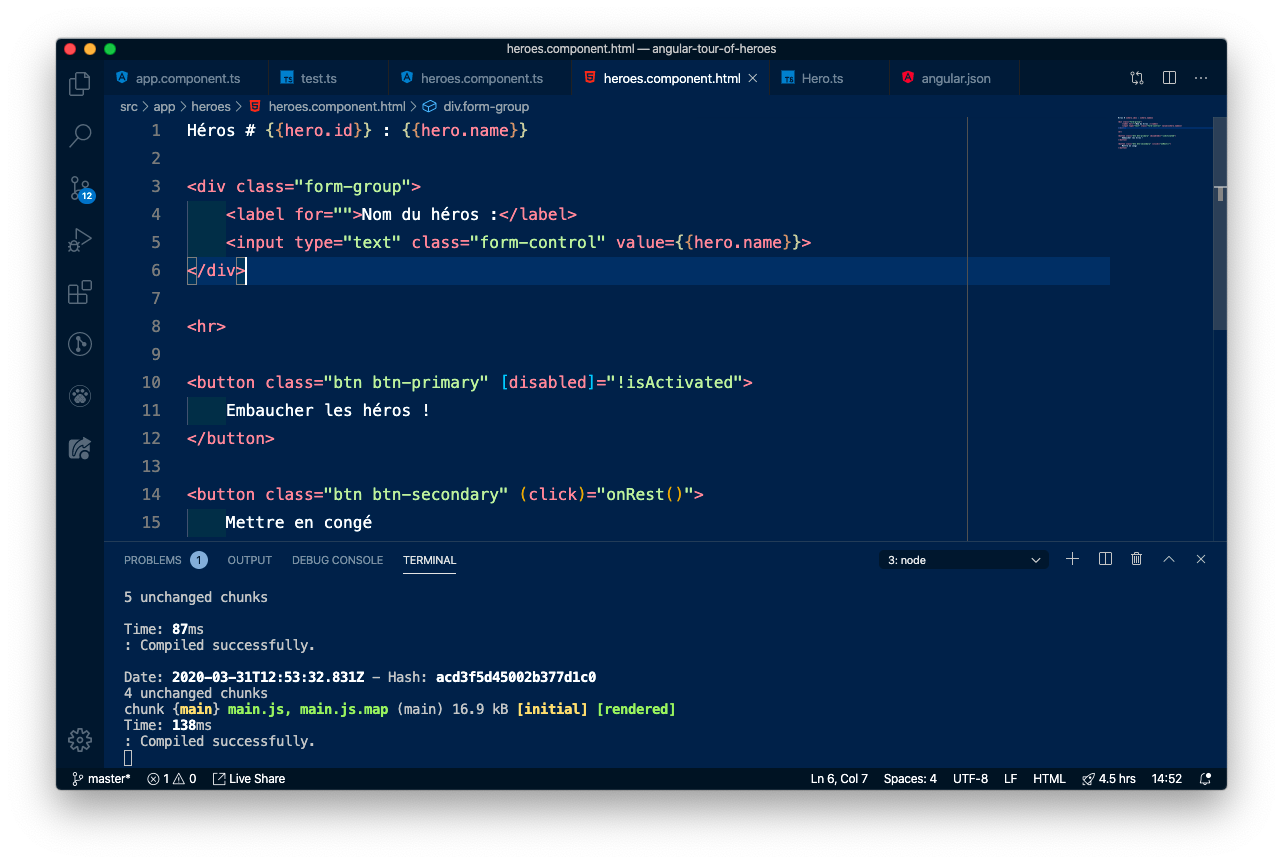 heroes.component.html — angular-tour-of-heroes
app.component.ts test.ts heroes.component.ts heroes.component.html Hero.ts angular.json
src > app > heroes > heroes.component.html > div.form-group
1 Héros # {{hero.id}} : {{hero.name}}
2
3 <div class="form-group">
4 <label for="">Nom du héros :</label>
5 <input type="text" class="form-control" value={{hero.name}}>
6 </div>
7
8 <hr>
9
10 <button class="btn btn-primary" [disabled]="!isActivated">
11 Embaucher les héros !
12 </button>
13
14 <button class="btn btn-secondary" (click)="onRest()">
15 Mettre en congé
12
PROBLEMS 1 OUTPUT DEBUG CONSOLE TERMINAL 3: node
5 unchanged chunks
Time: 87ms
: Compiled successfully.
Date: 2020-03-31T12:53:32.831Z - Hash: acd3f5d45002b377d1c0
4 unchanged chunks
chunk {main} main.js, main.js.map (main) 16.9 kB [initial] [rendered]
Time: 138ms
: Compiled successfully.
master* 1 0 Live Share Ln 6, Col 7 Spaces: 4 UTF-8 LF HTML 4.5 hrs 14:52